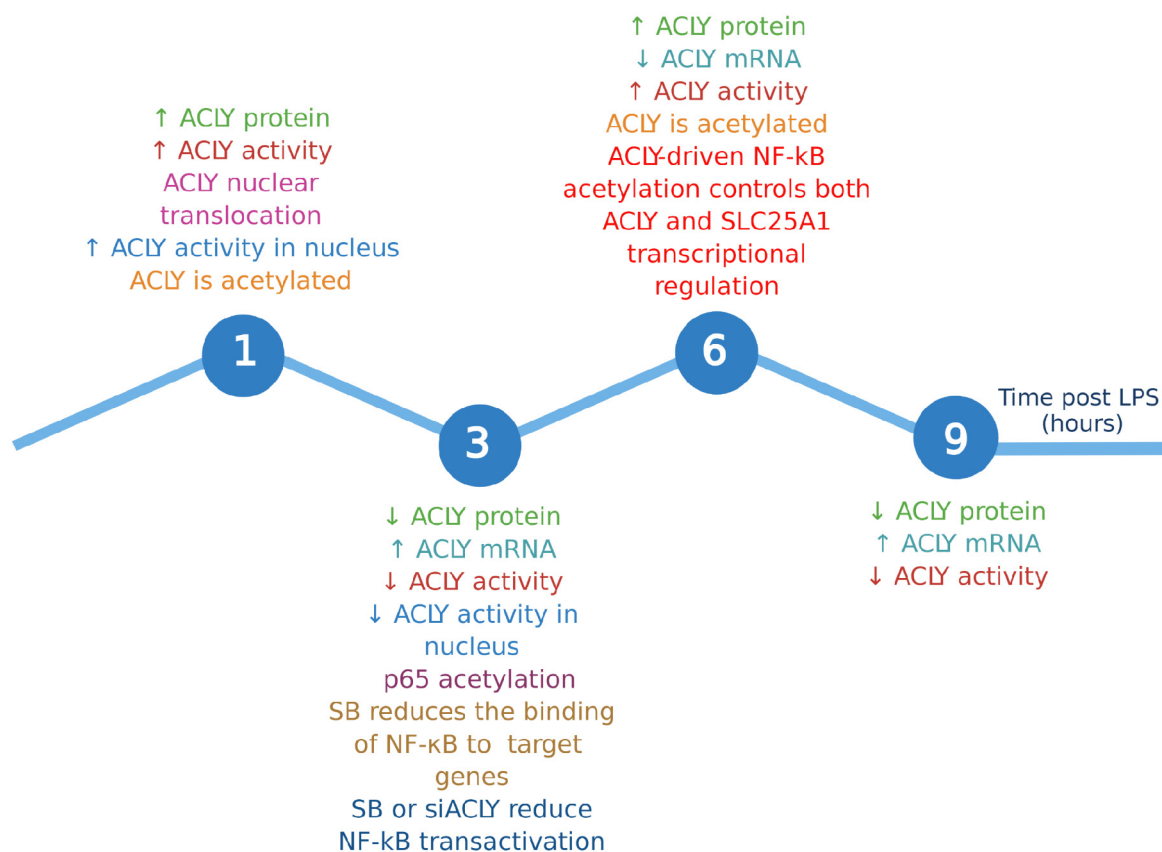 ↑ ACLY protein
↑ ACLY activity
ACLY nuclear
translocation
↑ ACLY activity in nucleus
ACLY is acetylated
1
↓ ACLY protein
↑ ACLY mRNA
↓ ACLY activity
↓ ACLY activity in
nucleus
p65 acetylation
SB reduces the binding
of NF-κB to target
genes
SB or siACLY reduce
NF-kB transactivation
3
↑ ACLY protein
↓ ACLY mRNA
↑ ACLY activity
ACLY is acetylated
ACLY-driven NF-kB
acetylation controls both
ACLY and SLC25A1
transcriptional
regulation
6
↓ ACLY protein
↑ ACLY mRNA
↓ ACLY activity
9
Time post LPS
(hours)